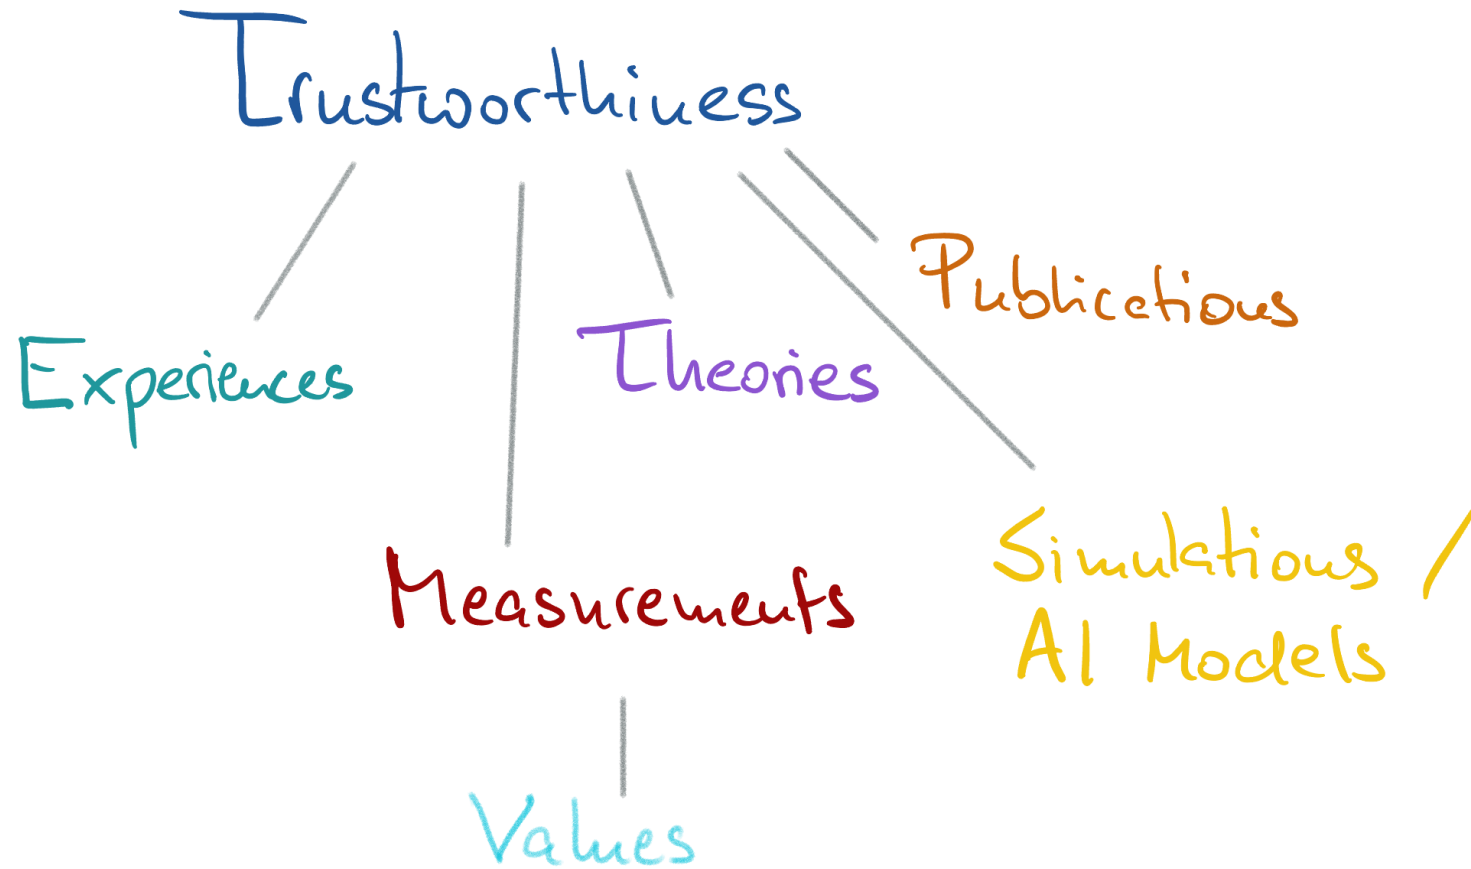 Trustworthiness
Publications
Experiences
Theories
Simulations /
AI Models
Measurements
Values